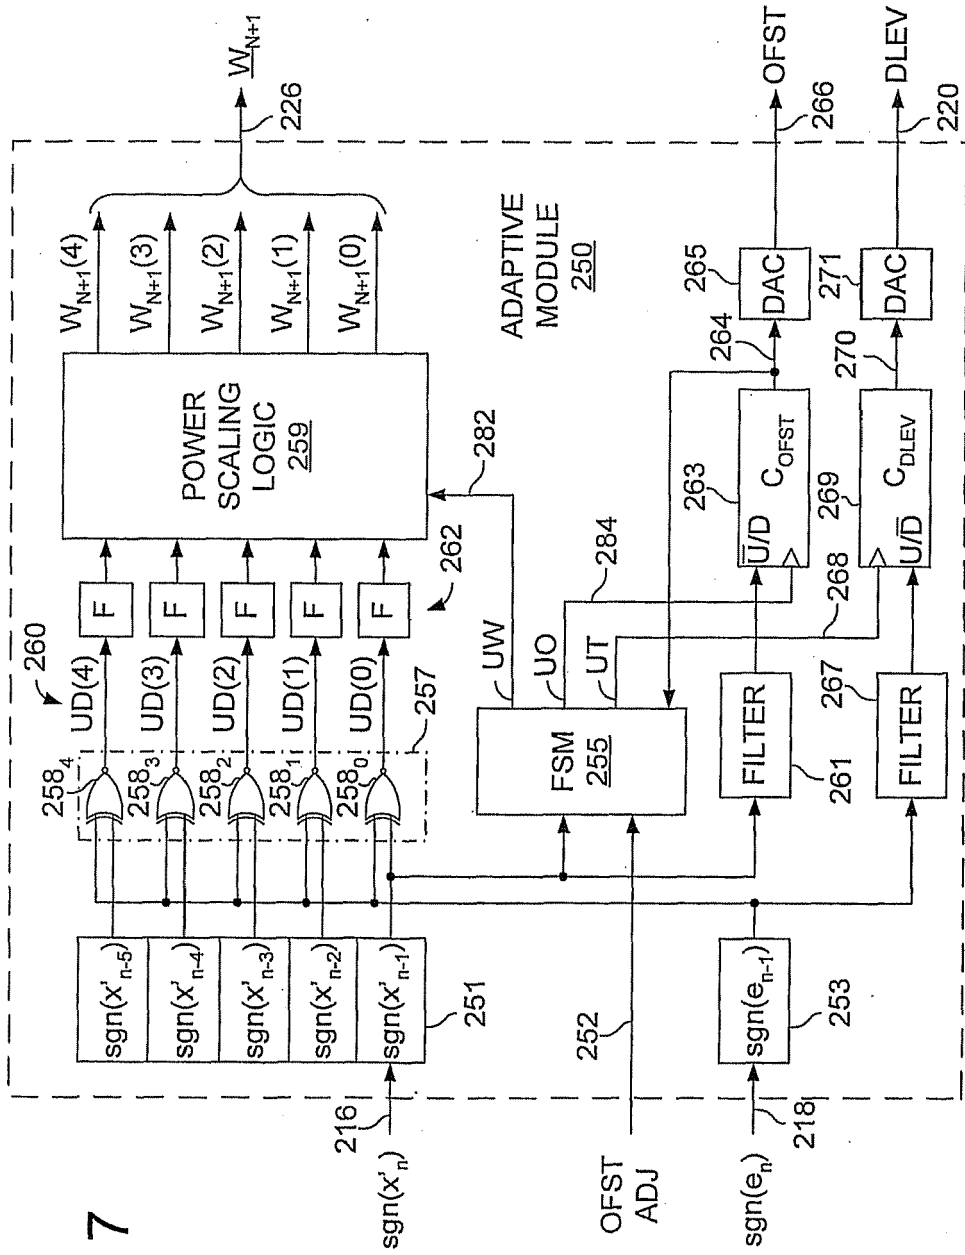 7
sgn(x'n)
216
OFST
ADJ
252
sgn(en)
218
sgn(x'n-5)
sgn(x'n-4)
sgn(x'n-3)
sgn(x'n-2)
sgn(x'n-1)
251
sgn(en-1)
253
2584
2583
2582
2581
2580
257
260
UD(4)
UD(3)
UD(2)
UD(1)
UD(0)
F
F
F
F
F
262
POWER
SCALING
LOGIC
259
282
WN+1(4)
WN+1(3)
WN+1(2)
WN+1(1)
WN+1(0)
WN+1
226
FSM
255
UW
UO
UT
284
268
FILTER
261
FILTER
267
U̅/D
COFST
263
U/D̅
CDLEV
269
264
270
DAC
265
DAC
271
ADAPTIVE
MODULE
250
OFST
266
DLEV
220